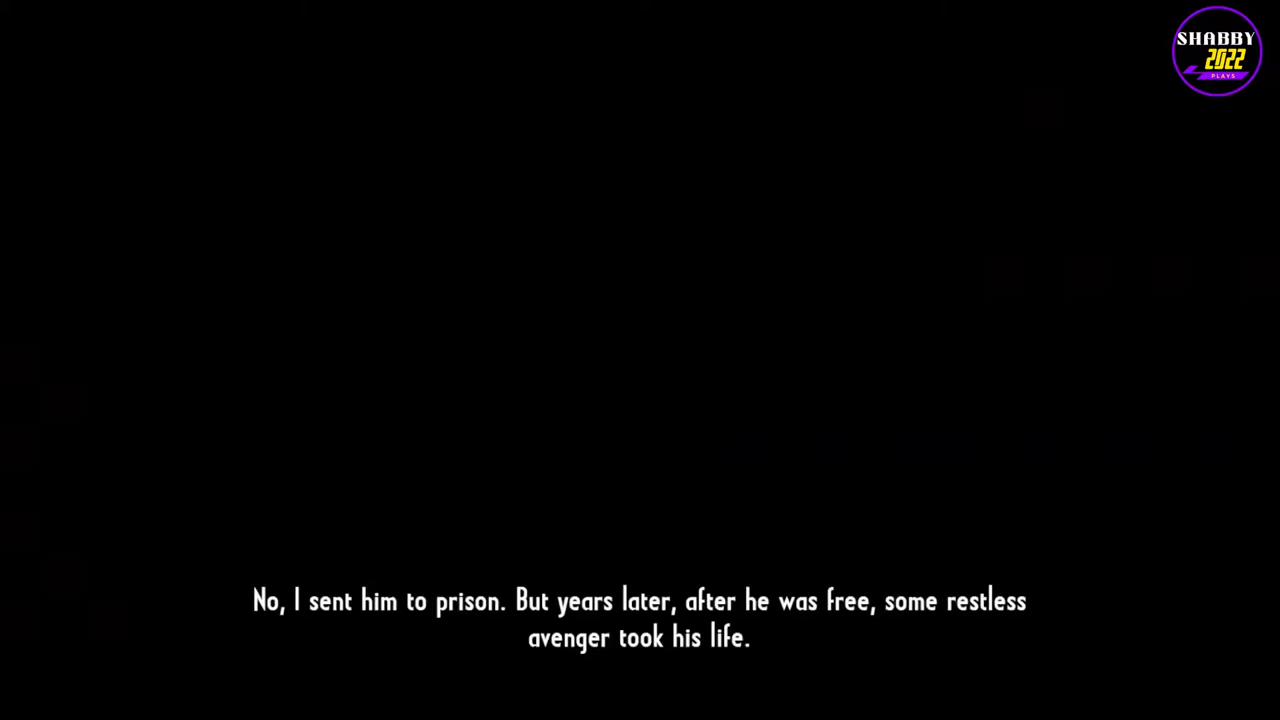 SHABBY
2022
PLAYS
No, I sent him to prison. But years later, after he was free, some restless
avenger took his life.